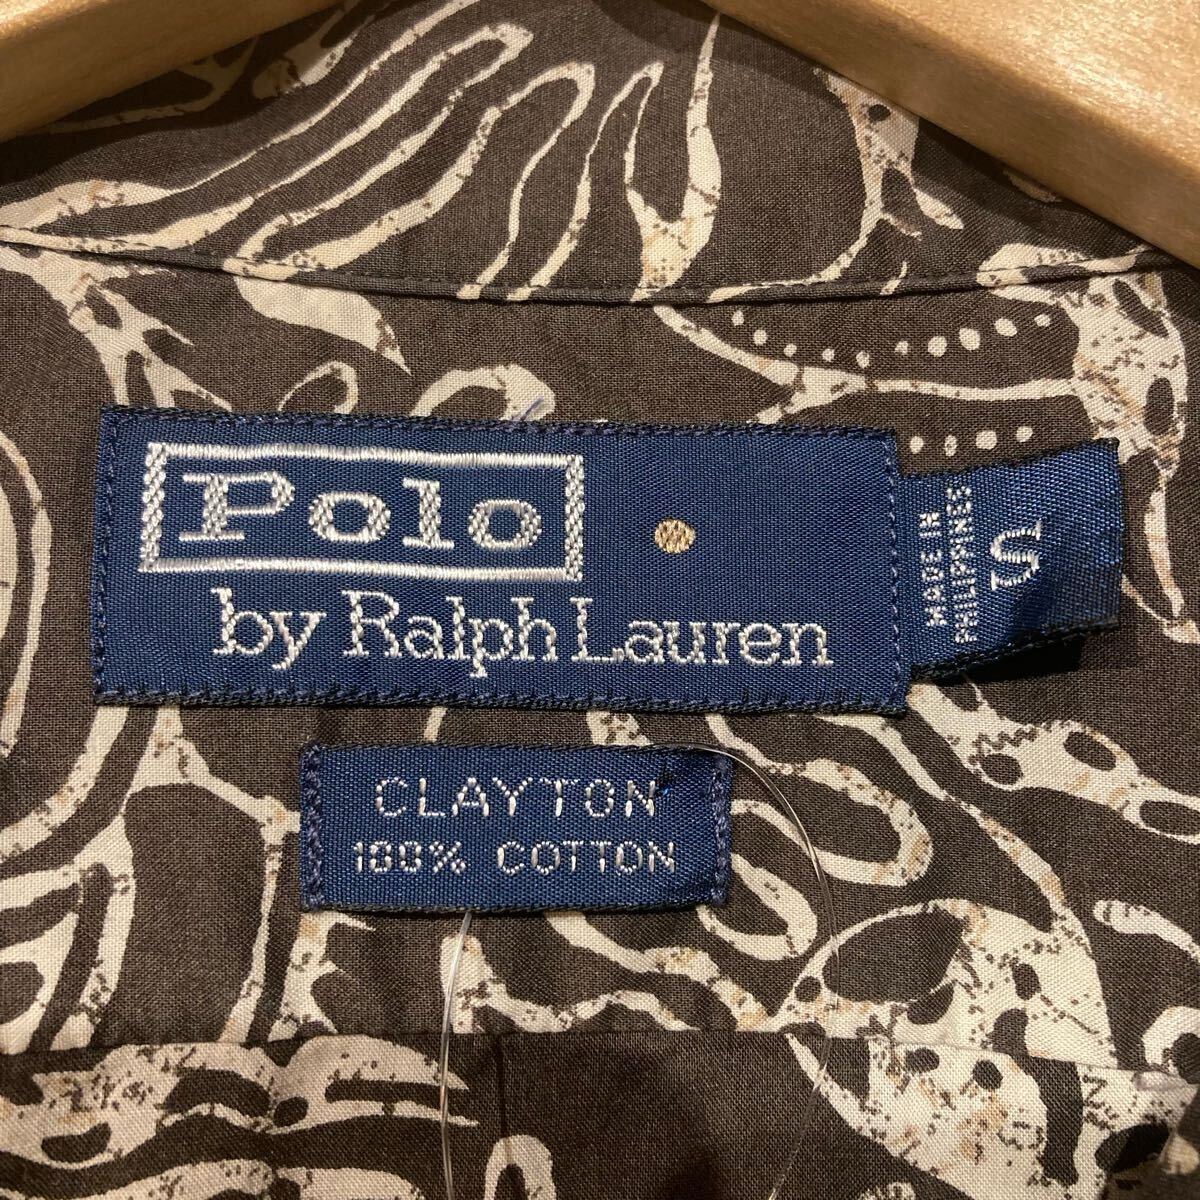 Polo
by Ralph Lauren
MADE IN
PHILIPPINES
S
CLAYTON
100% COTTON